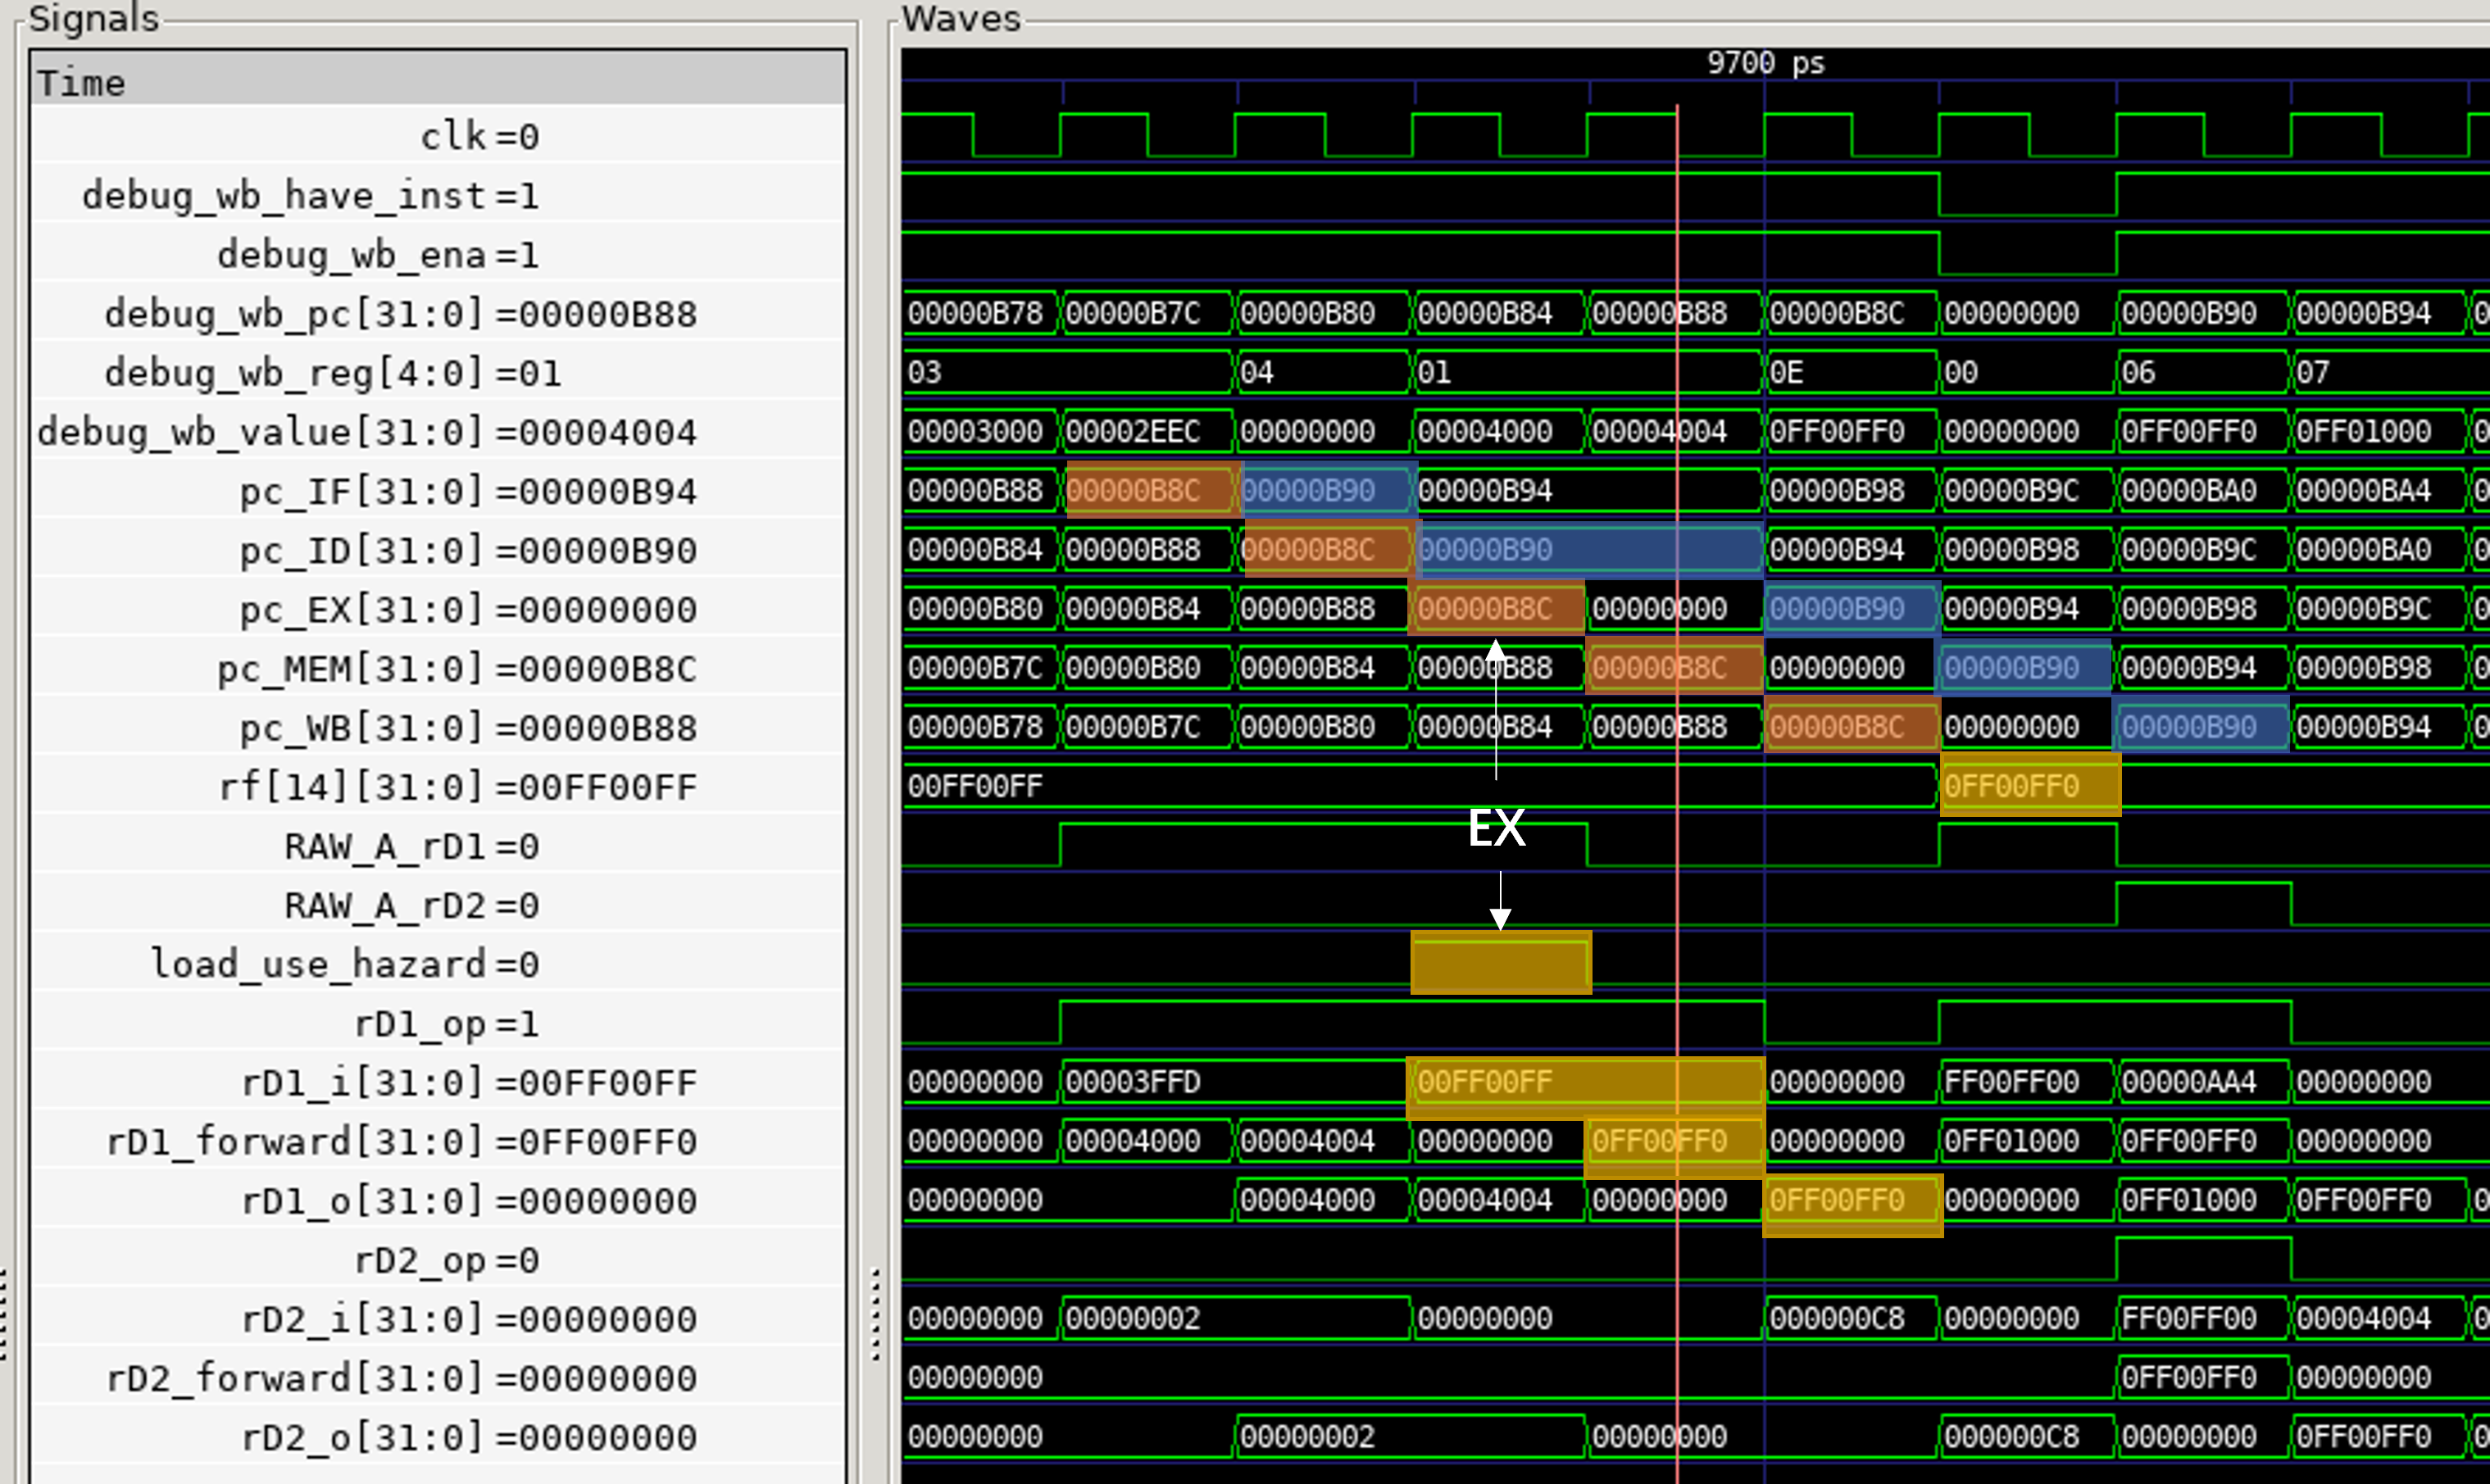 Signals
Waves
Time
9700 ps
clk =0
debug_wb_have_inst =1
debug_wb_ena =1
debug_wb_pc[31:0] =00000B88 00000B78 00000B7C 00000B80 00000B84 00000B88 00000B8C 00000000 00000B90 00000B94 0
debug_wb_reg[4:0] =01 03 04 01 0E 00 06 07
debug_wb_value[31:0] =00004004 00003000 00002EEC 00000000 00004000 00004004 0FF00FF0 00000000 0FF00FF0 0FF01000 0
pc_IF[31:0] =00000B94 00000B88 00000B8C 00000B90 00000B94 00000B98 00000B9C 00000BA0 00000BA4 0
pc_ID[31:0] =00000B90 00000B84 00000B88 00000B8C 00000B90 00000B94 00000B98 00000B9C 00000BA0 0
pc_EX[31:0] =00000000 00000B80 00000B84 00000B88 00000B8C 00000000 00000B90 00000B94 00000B98 00000B9C 0
pc_MEM[31:0] =00000B8C 00000B7C 00000B80 00000B84 00000B88 00000B8C 00000000 00000B90 00000B94 00000B98 0
pc_WB[31:0] =00000B88 00000B78 00000B7C 00000B80 00000B84 00000B88 00000B8C 00000000 00000B90 00000B94 0
rf[14][31:0] =00FF00FF 00FF00FF 0FF00FF0
RAW_A_rD1 =0
EX
RAW_A_rD2 =0
load_use_hazard =0
rD1_op =1
rD1_i[31:0] =00FF00FF 00000000 00003FFD 00FF00FF 00000000 FF00FF00 00000AA4 00000000
rD1_forward[31:0] =0FF00FF0 00000000 00004000 00004004 00000000 0FF00FF0 00000000 0FF01000 0FF00FF0 00000000
rD1_o[31:0] =00000000 00000000 00004000 00004004 00000000 0FF00FF0 00000000 0FF01000 0FF00FF0 0
rD2_op =0
rD2_i[31:0] =00000000 00000000 00000002 00000000 000000C8 00000000 FF00FF00 00004004 0
rD2_forward[31:0] =00000000 00000000 0FF00FF0 00000000
rD2_o[31:0] =00000000 00000000 00000002 00000000 000000C8 00000000 0FF00FF0 0